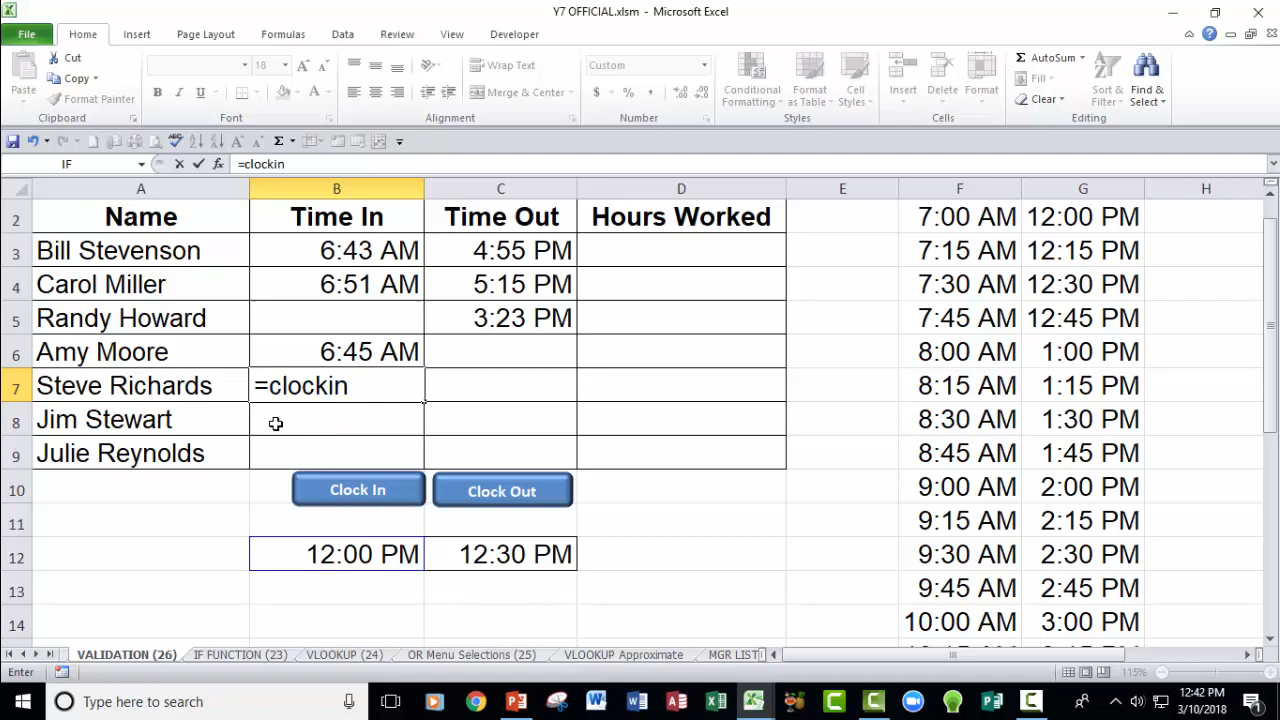 Y7 OFFICIAL.xlsm - Microsoft Excel
File Home Insert Page Layout Formulas Data Review View Developer
Cut
Copy
Format Painter
Paste
Clipboard
18
B I U A
Font
Wrap Text
Merge & Center
Alignment
Custom
$ % ,
Number
Conditional Formatting
Format as Table
Cell Styles
Styles
Insert Delete Format
Cells
AutoSum
Fill
Clear
Sort & Filter
Find & Select
Editing
IF fx =clockin
A B C D E F G H
2 Name Time In Time Out Hours Worked 7:00 AM 12:00 PM
3 Bill Stevenson 6:43 AM 4:55 PM 7:15 AM 12:15 PM
4 Carol Miller 6:51 AM 5:15 PM 7:30 AM 12:30 PM
5 Randy Howard 3:23 PM 7:45 AM 12:45 PM
6 Amy Moore 6:45 AM 8:00 AM 1:00 PM
7 Steve Richards =clockin 8:15 AM 1:15 PM
8 Jim Stewart 8:30 AM 1:30 PM
9 Julie Reynolds 8:45 AM 1:45 PM
10 Clock In Clock Out 9:00 AM 2:00 PM
11 9:15 AM 2:15 PM
12 12:00 PM 12:30 PM 9:30 AM 2:30 PM
13 9:45 AM 2:45 PM
14 10:00 AM 3:00 PM
VALIDATION (26) IF FUNCTION (23) VLOOKUP (24) OR Menu Selections (25) VLOOKUP Approximate MGR LIST
Enter 115%
Type here to search
12:42 PM
3/10/2018